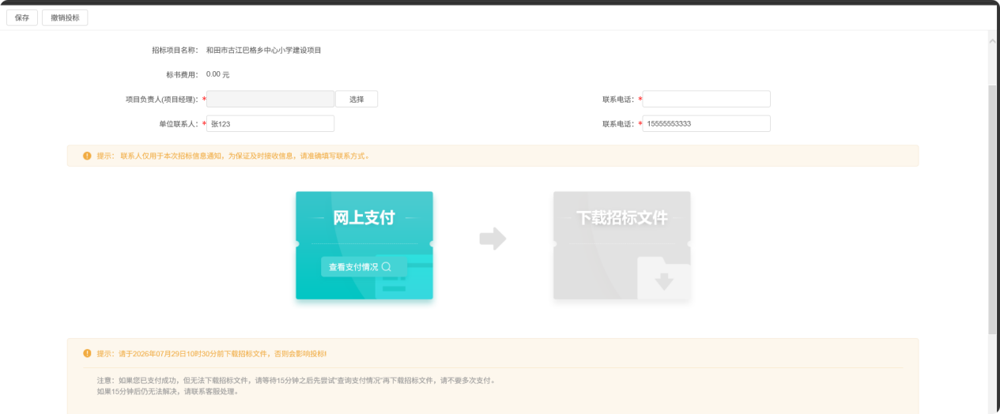 保存 撤销投标
招标项目名称： 和田市古江巴格乡中心小学建设项目
标书费用： 0.00 元
项目负责人(项目经理)：* 选择 联系电话：*
单位联系人：* 张123 联系电话：* 15555553333
提示： 联系人仅用于本次招标信息通知，为保证及时接收信息，请准确填写联系方式。
网上支付
下载招标文件
查看支付情况
提示：请于2026年07月29日10时30分前下载招标文件，否则会影响投标!
注意：如果您已支付成功，但无法下载招标文件，请等待15分钟之后先尝试“查询支付情况”再下载招标文件，请不要多次支付。
如果15分钟后仍无法解决，请联系客服处理。